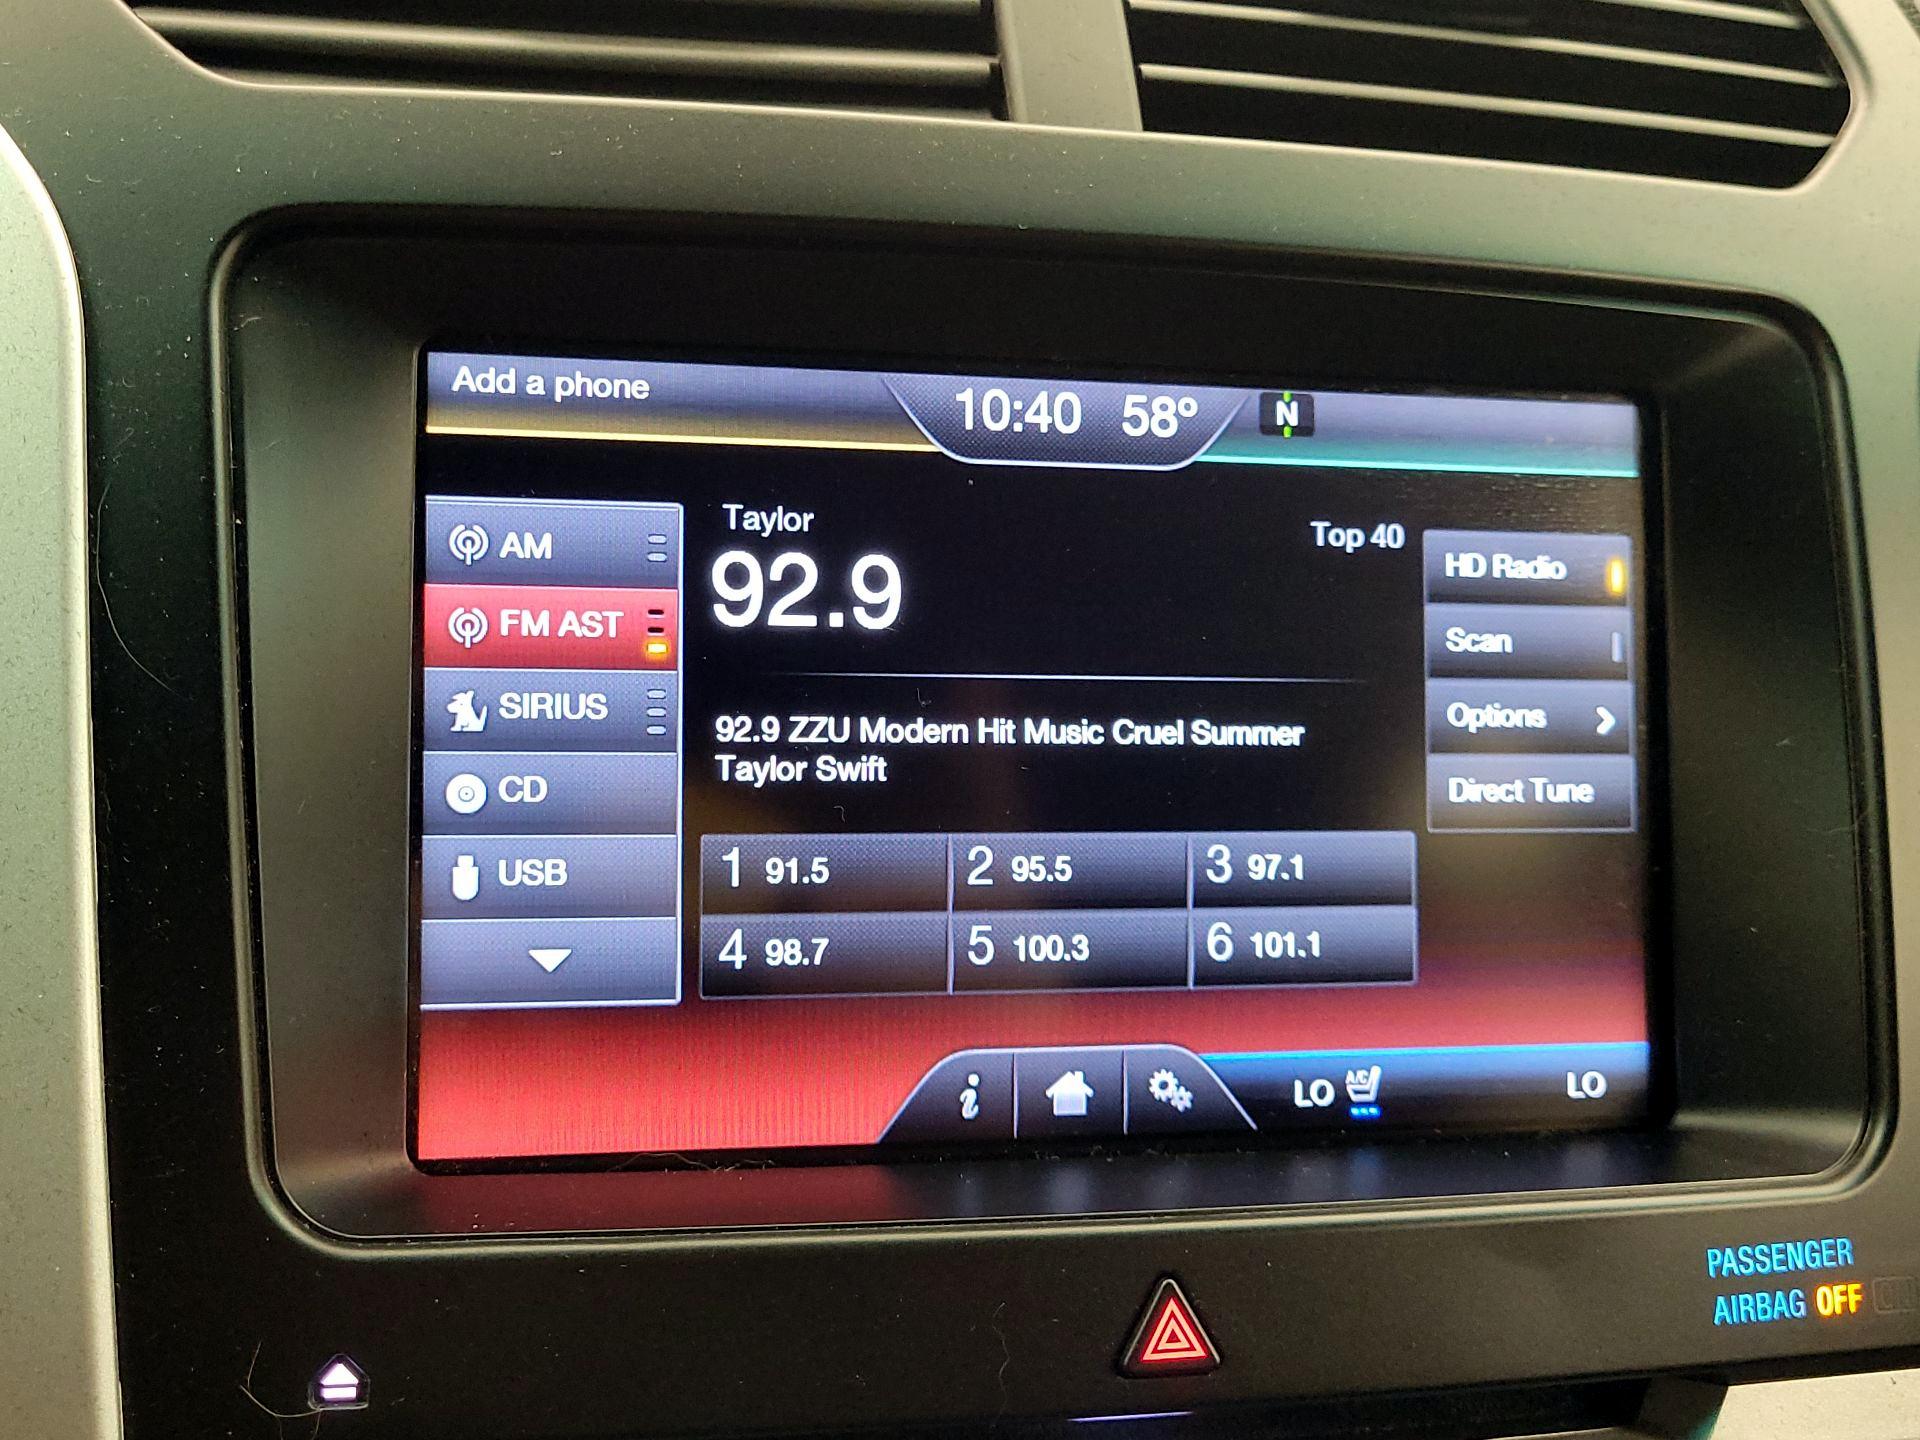 Add a phone
10:40 58° N
AM
FM AST
SIRIUS
CD
USB
Taylor
Top 40
92.9
92.9 ZZU Modern Hit Music Cruel Summer
Taylor Swift
1 91.5 2 95.5 3 97.1
4 98.7 5 100.3 6 101.1
HD Radio
Scan
Options
Direct Tune
LO A/C LO
PASSENGER
AIRBAG OFF